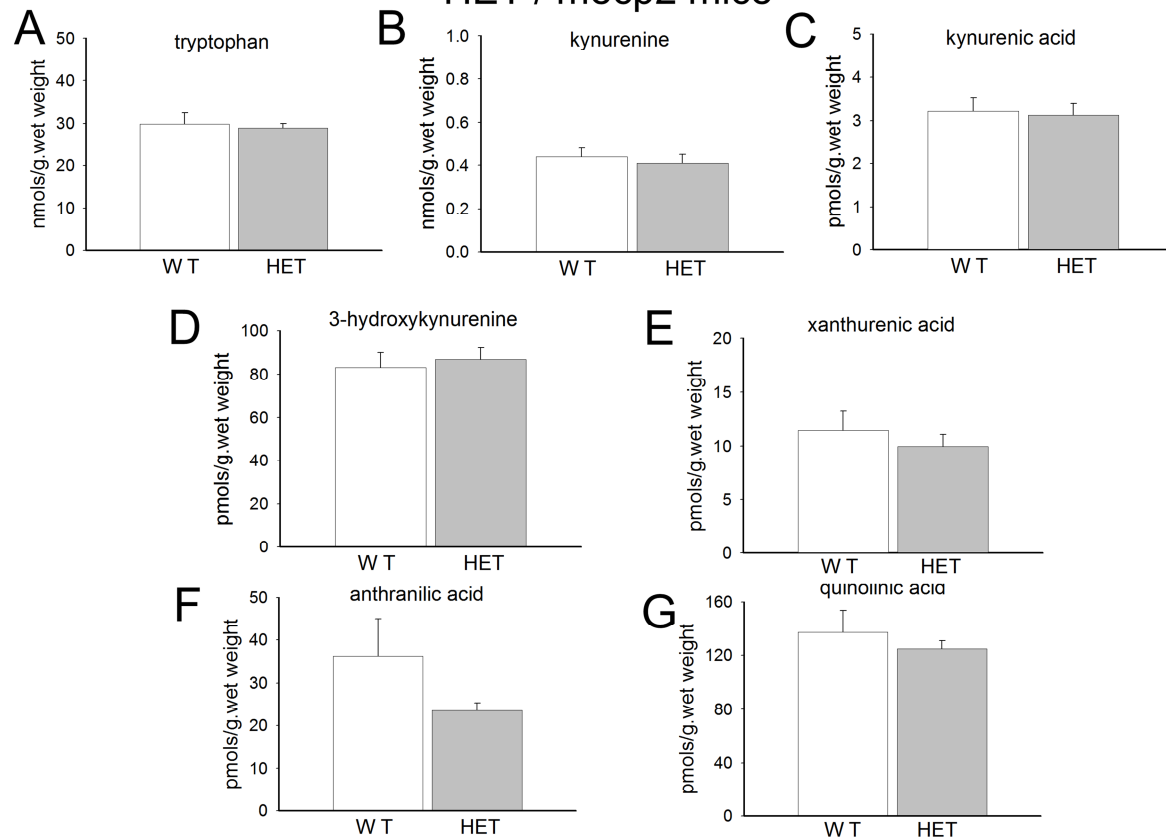 HET / mecp2 mice
A
tryptophan
nmols/g.wet weight
50
40
30
20
10
0
W T
HET
B
kynurenine
nmols/g.wet weight
1.0
0.8
0.6
0.4
0.2
0.0
W T
HET
C
kynurenic acid
pmols/g.wet weight
5
4
3
2
1
0
W T
HET
D
3-hydroxykynurenine
pmols/g.wet weight
100
80
60
40
20
0
W T
HET
E
xanthurenic acid
pmols/g.wet weight
20
15
10
5
0
W T
HET
F
anthranilic acid
pmols/g.wet weight
50
40
30
20
10
0
W T
HET
G
quinolinic acid
pmols/g.wet weight
160
120
80
40
0
W T
HET